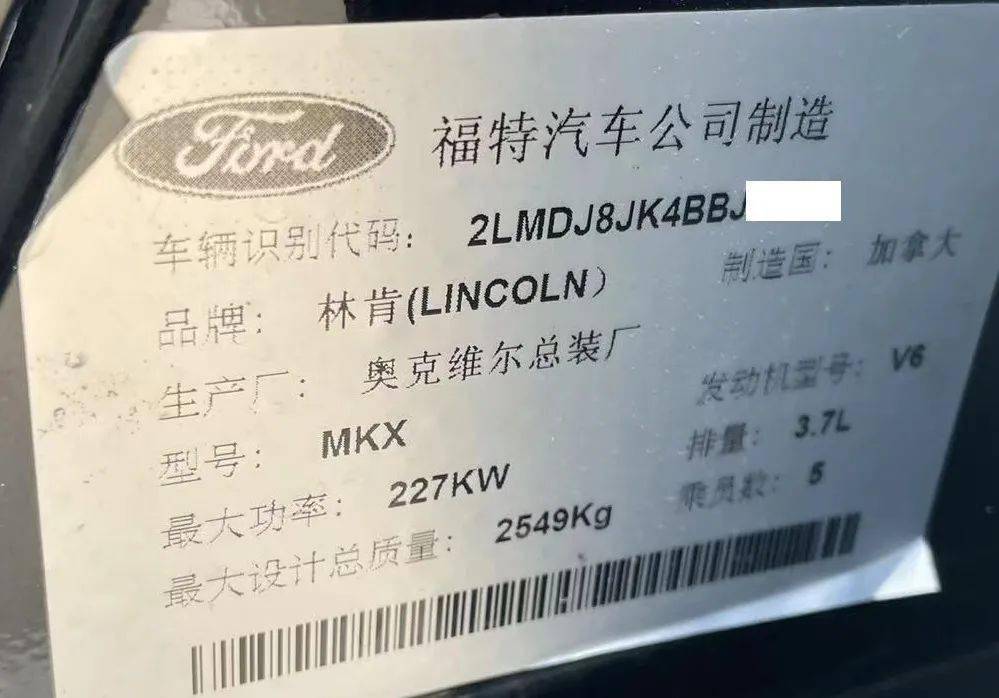 Ford 福特汽车公司制造
车辆识别代码: 2LMDJ8JK4BBJ
品牌: 林肯(LINCOLN) 制造国: 加拿大
生产厂: 奥克维尔总装厂
型号: MKX 发动机型号: V6
最大功率: 227KW 排量: 3.7L
最大设计总质量: 2549Kg 乘员数: 5